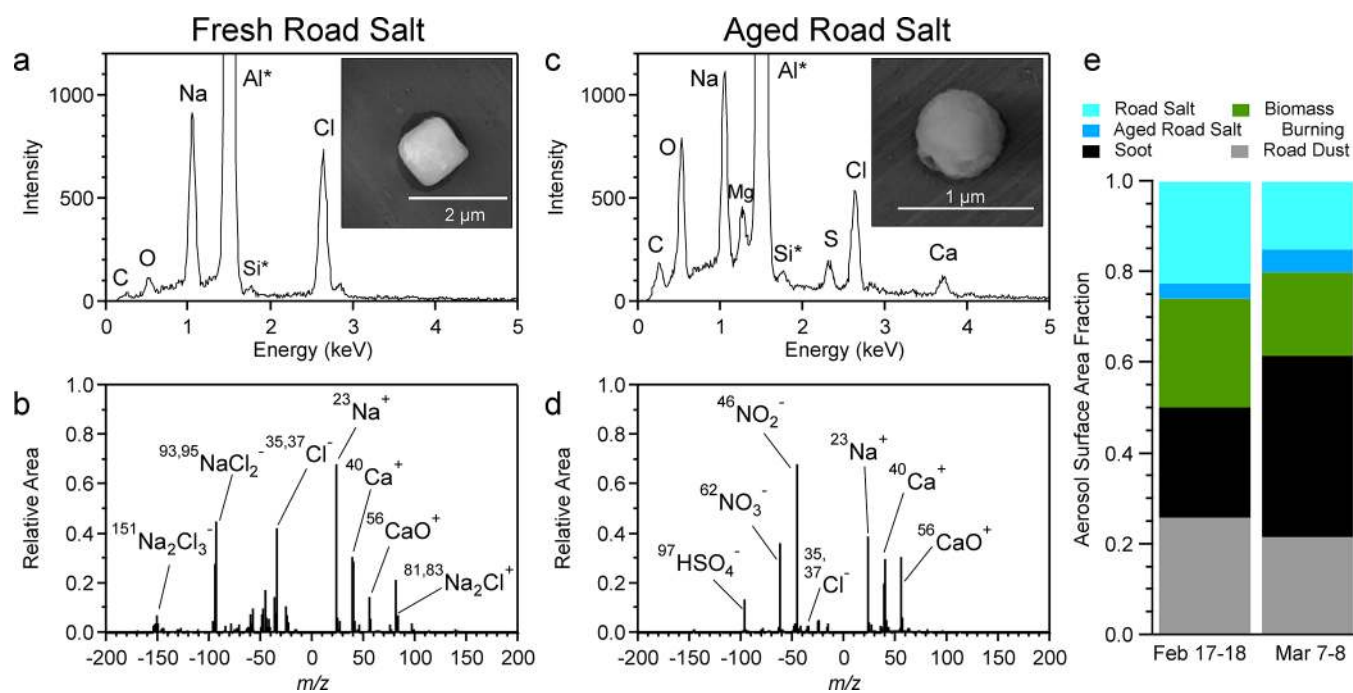 Fresh Road Salt
Aged Road Salt
a
Intensity
1000
500
0
C
O
Na
Al*
Si*
Cl
2 µm
0 1 2 3 4 5
Energy (keV)
c
Intensity
1000
500
0
C
O
Na
Mg
Al*
Si*
S
Cl
Ca
1 µm
0 1 2 3 4 5
Energy (keV)
b
Relative Area
1.0
0.8
0.6
0.4
0.2
0.0
151Na2Cl3-
93,95NaCl2-
35,37Cl-
23Na+
40Ca+
56CaO+
81,83Na2Cl+
-200 -150 -100 -50 0 50 100 150 200
m/z
d
Relative Area
1.0
0.8
0.6
0.4
0.2
0.0
97HSO4-
62NO3-
46NO2-
35,
37Cl-
23Na+
40Ca+
56CaO+
-200 -150 -100 -50 0 50 100 150 200
m/z
e
Road Salt
Aged Road Salt
Soot
Biomass
Burning
Road Dust
Aerosol Surface Area Fraction
1.0
0.8
0.6
0.4
0.2
0.0
Feb 17-18 Mar 7-8